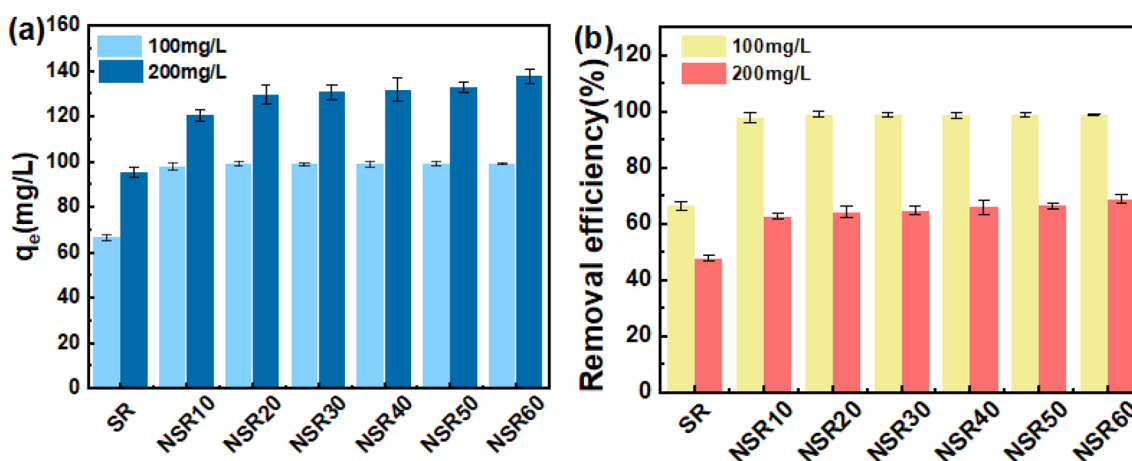 (a)
100mg/L
200mg/L
qe(mg/L)
160
140
120
100
80
60
40
20
0
SR NSR10 NSR20 NSR30 NSR40 NSR50 NSR60
(b)
100mg/L
200mg/L
Removal efficiency(%)
120
100
80
60
40
20
0
SR NSR10 NSR20 NSR30 NSR40 NSR50 NSR60